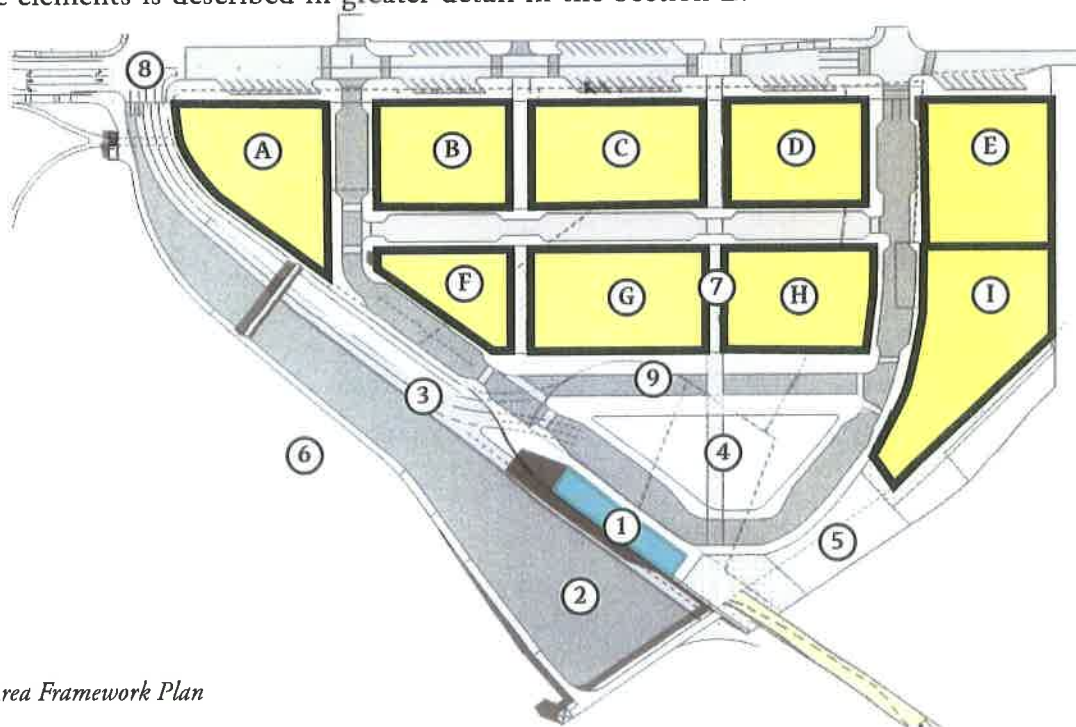 elements is described in greater detail in the section
8
A
B
C
D
E
F
G
7
H
I
3
9
4
6
1
5
2
rea Framework Plan